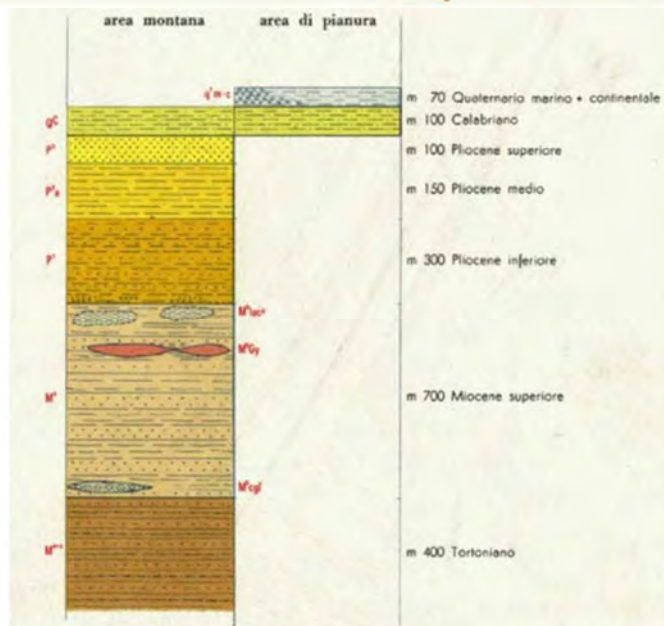 area montana area di pianura
m 70 Quaternario marino • continentale
m 100 Calabriano
m 100 Pliocene superiore
m 150 Pliocene medio
m 300 Pliocene inferiore
m 700 Miocene superiore
m 400 Tortoniano